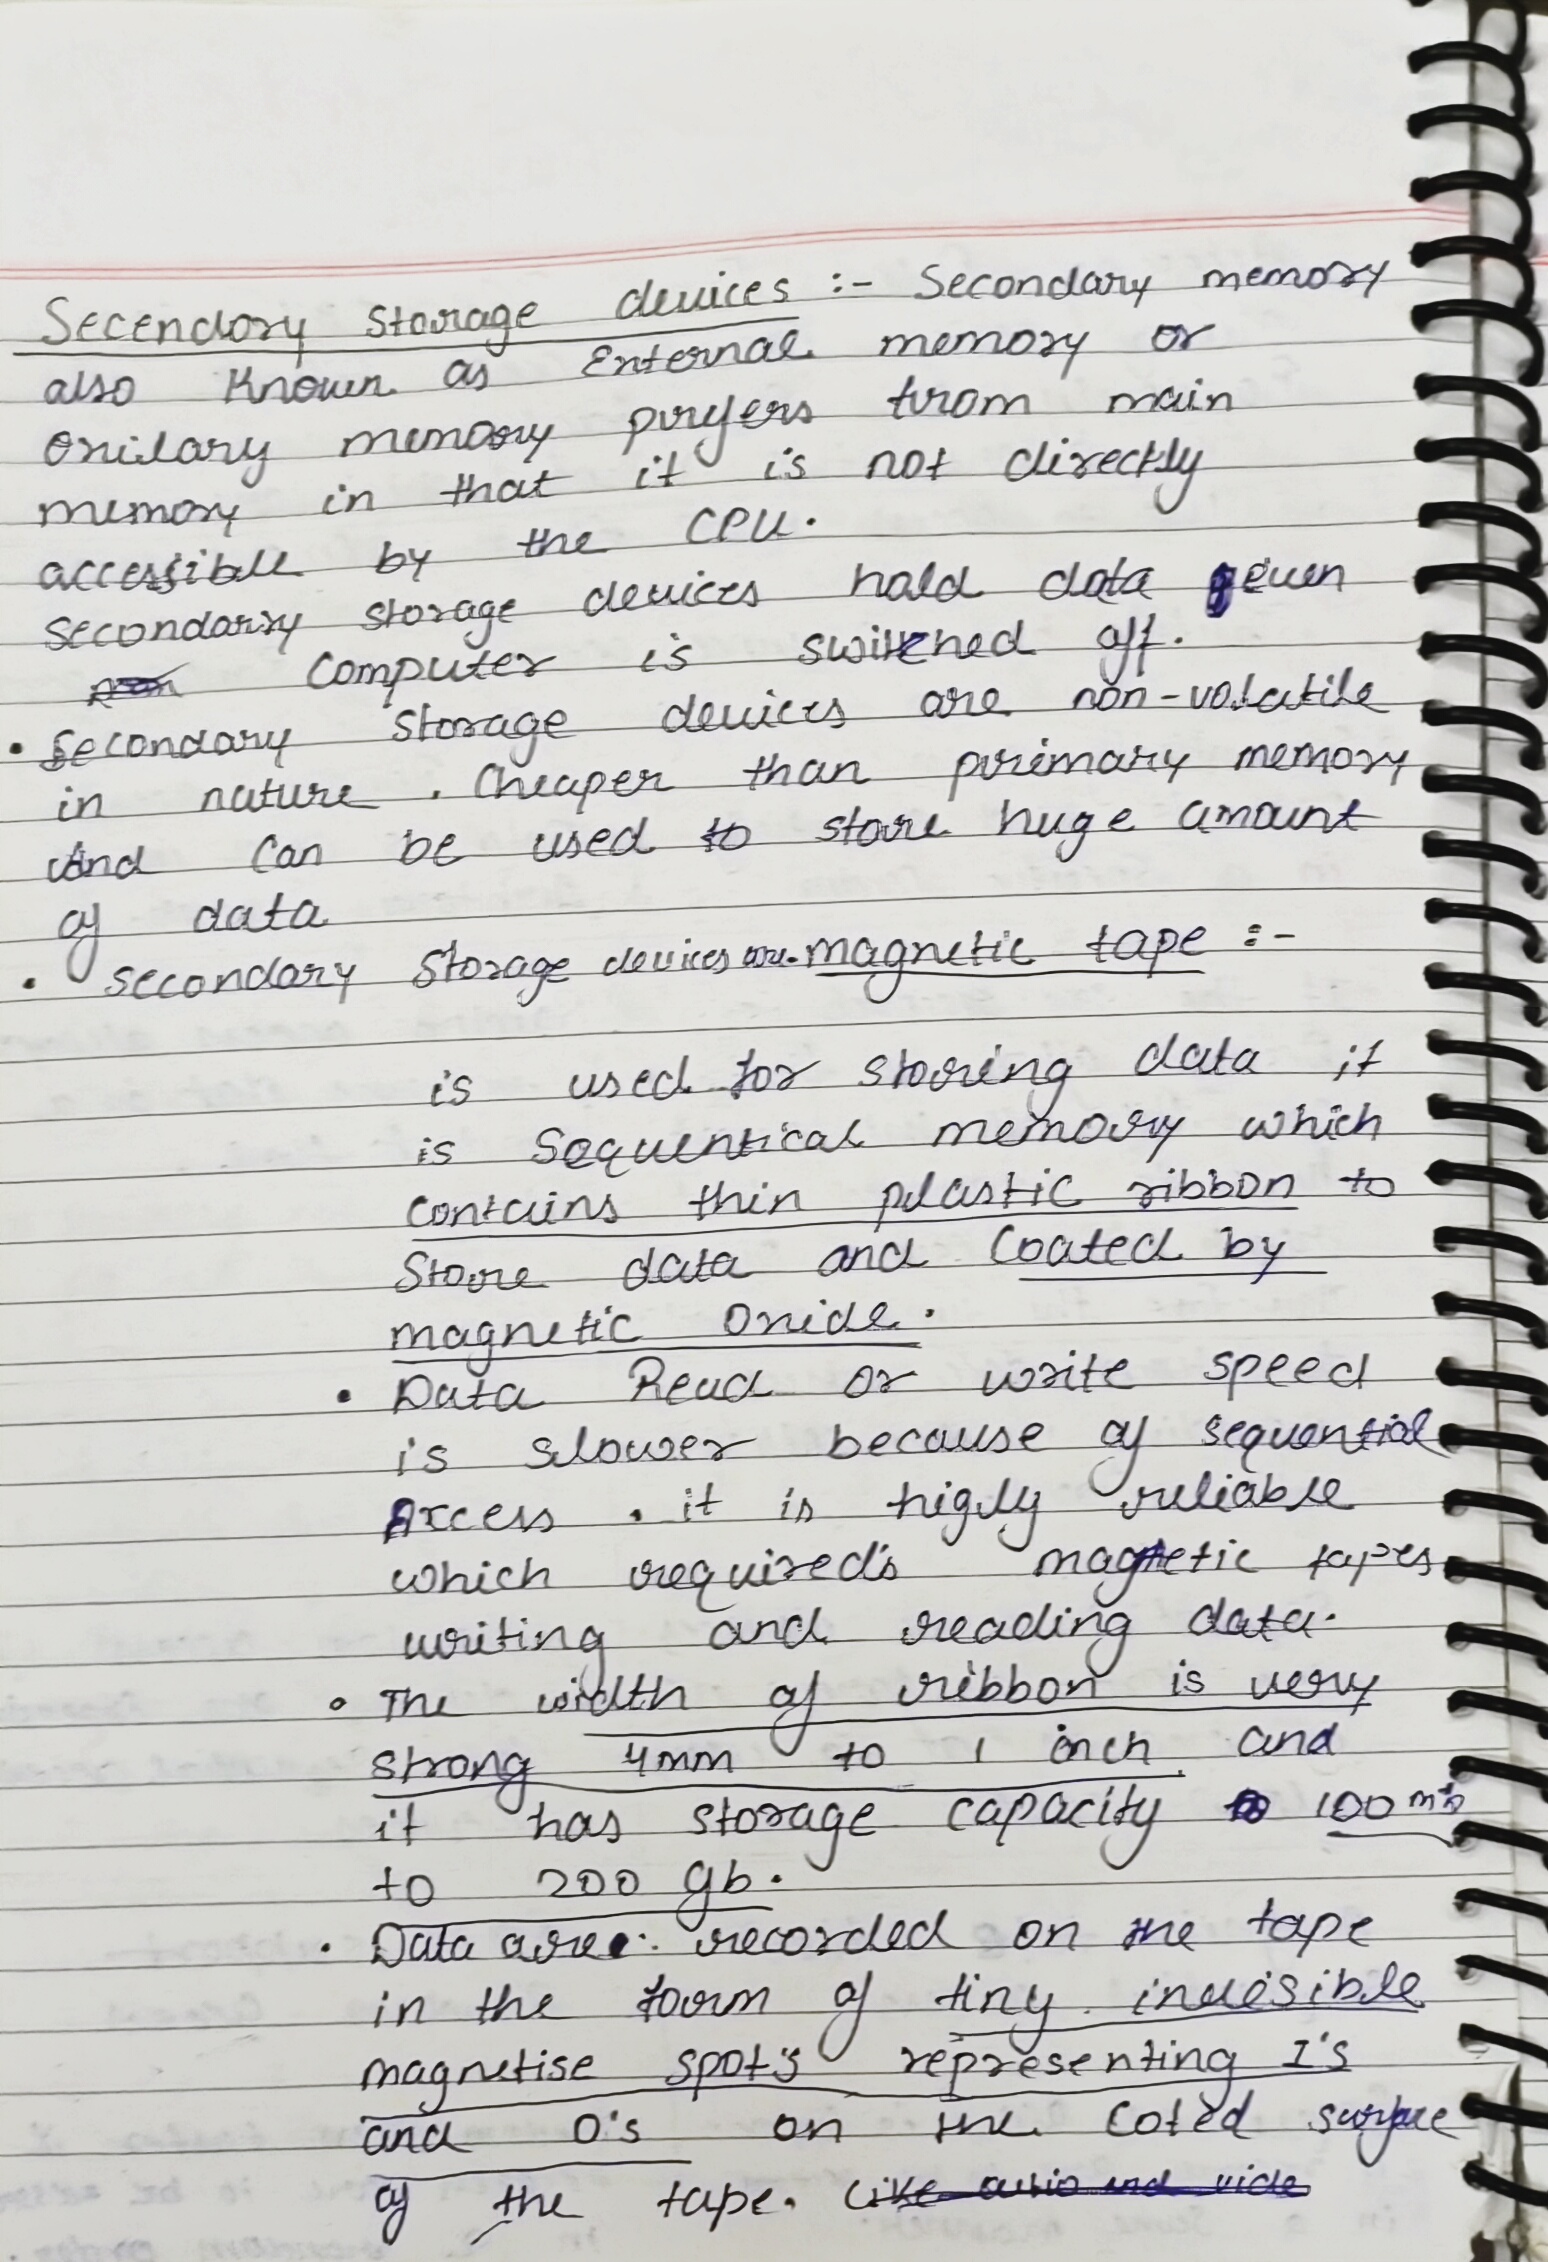 Secendory storage devices :- Secondary memory
also Known as External memory or
Oxilary memory pryfers from main
memory in that it is not directly
accessible by the CPU.
Secondary storage devices hold data even
Computer is switched off.
• Secondary storage devices are non-volatile
in nature . Cheaper than primary memory
And Can be used to store huge amount
of data
• secondary Storage devices are magnetic tape :-
is used for storing data it
is Sequentical memory which
contains thin plastic ribbon to
Store data and Coated by
magnetic Oxide.
• Data Read or write speed
is slower because of sequential
Access . it is higly reliable
which required's magnetic tapes
writing and reading data.
• The width of ribbon is very
strong 4mm to 1 inch and
it has storage capacity 100 mb
to 200 gb.
• Data are recorded on the tape
in the form of tiny invisible
magnetise spot's representing I's
and 0's on the coted surface
of the tape. Like autio and vide